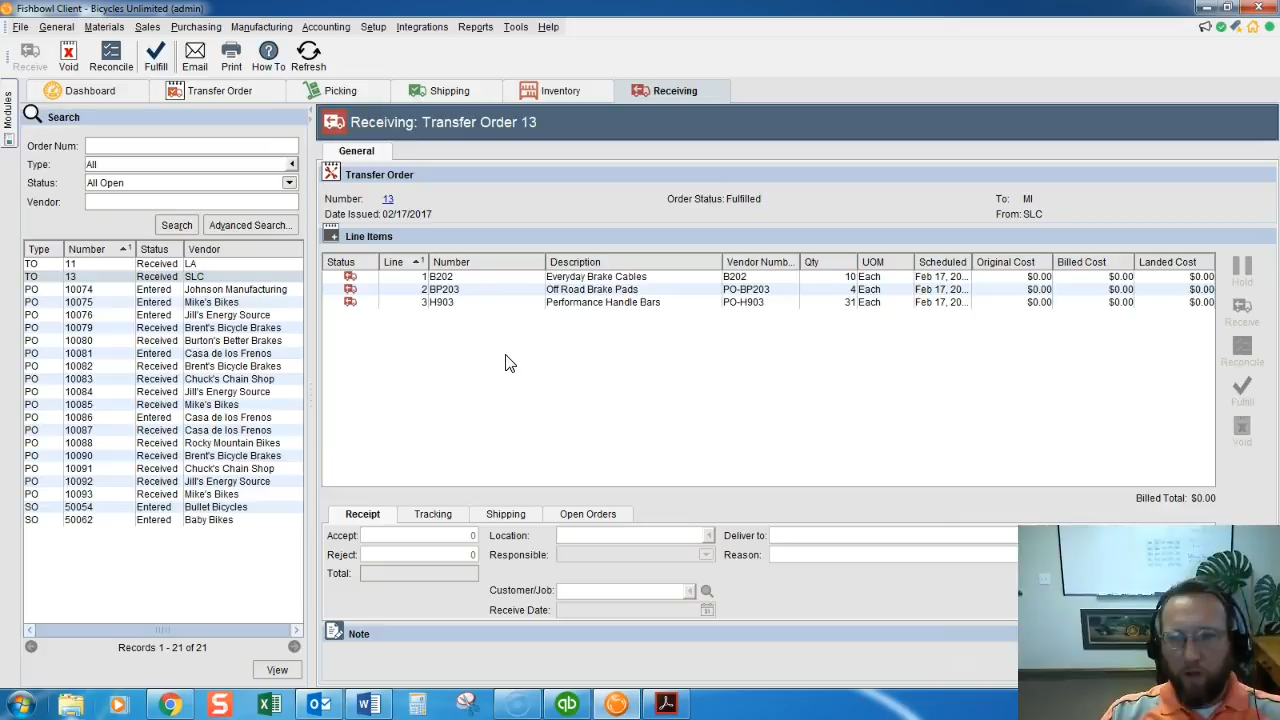 Fishbowl Client - Bicycles Unlimited (admin)
File General Materials Sales Purchasing Manufacturing Accounting Setup Integrations Reports Tools Help
Receive Void Reconcile Fulfill Email Print How To Refresh
Modules
Dashboard Transfer Order Picking Shipping Inventory Receiving
Search
Order Num:
Type: All
Status: All Open
Vendor:
Search Advanced Search...
Type Number 1 Status Vendor
TO 11 Received LA
TO 13 Received SLC
PO 10074 Entered Johnson Manufacturing
PO 10075 Entered Mike's Bikes
PO 10076 Entered Jill's Energy Source
PO 10079 Received Brent's Bicycle Brakes
PO 10080 Entered Burton's Better Brakes
PO 10081 Entered Casa de los Frenos
PO 10082 Received Brent's Bicycle Brakes
PO 10083 Received Chuck's Chain Shop
PO 10084 Received Jill's Energy Source
PO 10085 Received Mike's Bikes
PO 10086 Entered Casa de los Frenos
PO 10087 Received Casa de los Frenos
PO 10088 Received Rocky Mountain Bikes
PO 10090 Received Brent's Bicycle Brakes
PO 10091 Received Chuck's Chain Shop
PO 10092 Received Jill's Energy Source
PO 10093 Received Mike's Bikes
SO 50054 Entered Bullet Bicycles
SO 50062 Entered Baby Bikes
Records 1 - 21 of 21
View
Receiving: Transfer Order 13
General
Transfer Order
Number: 13 Order Status: Fulfilled To: MI
Date Issued: 02/17/2017 From: SLC
Line Items
Status Line 1 Number Description Vendor Numb... Qty UOM Scheduled Original Cost Billed Cost Landed Cost
1 B202 Everyday Brake Cables B202 10 Each Feb 17, 20... $0.00 $0.00 $0.00
2 BP203 Off Road Brake Pads PO-BP203 4 Each Feb 17, 20... $0.00 $0.00 $0.00
3 H903 Performance Handle Bars PO-H903 31 Each Feb 17, 20... $0.00 $0.00 $0.00
Hold
Receive
Reconcile
Fulfill
Void
Billed Total: $0.00
Receipt Tracking Shipping Open Orders
Accept: 0 Location: Deliver to:
Reject: 0 Responsible: Reason:
Total:
Customer/Job:
Receive Date:
Note